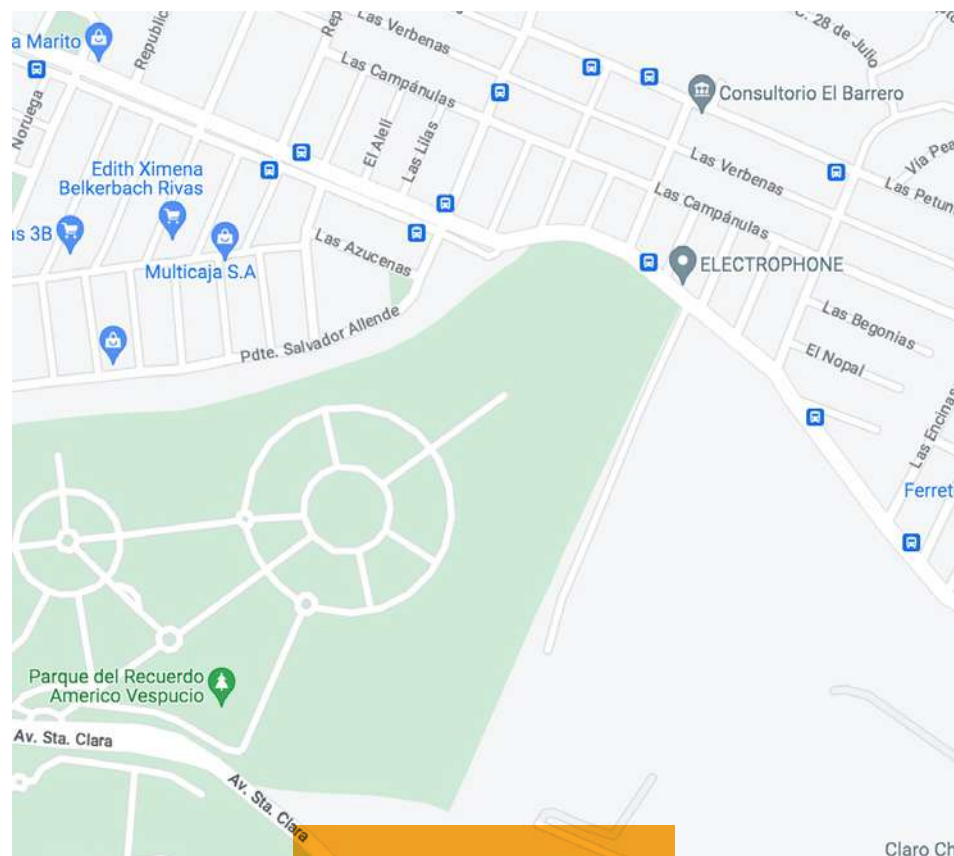 C. 28 de Julio
a Marito
Republic
Rep
Las Verbenas
Las Campánulas
Noruega
El Alelí
Las Lilas
Consultorio El Barrero
Vía Pea
Edith Ximena
Belkerbach Rivas
Las Verbenas
Las Petun
Las Campánulas
as 3B
Las Azucenas
Multicaja S.A
ELECTROPHONE
Pdte. Salvador Allende
Las Begonias
El Nopal
Las Encinas
Ferret
Parque del Recuerdo
Americo Vespucio
Av. Sta. Clara
Av. Sta. Clara
Claro Ch